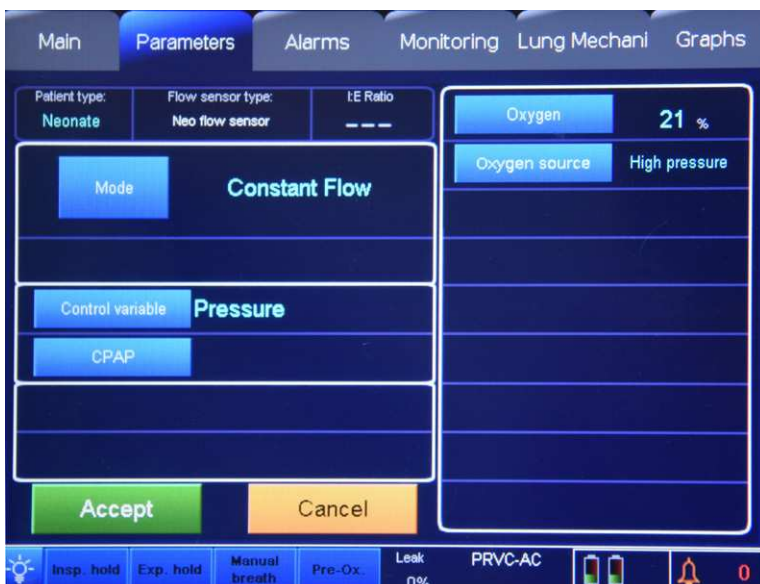 Main Parameters Alarms Monitoring Lung Mechani Graphs
Patient type: Flow sensor type: I:E Ratio
Neonate Neo flow sensor ---
Oxygen 21 %
Mode Constant Flow
Oxygen source High pressure
Control variable Pressure
CPAP
Accept Cancel
Insp. hold Exp. hold Manual breath Pre-Ox. Leak 0% PRVC-AC 0